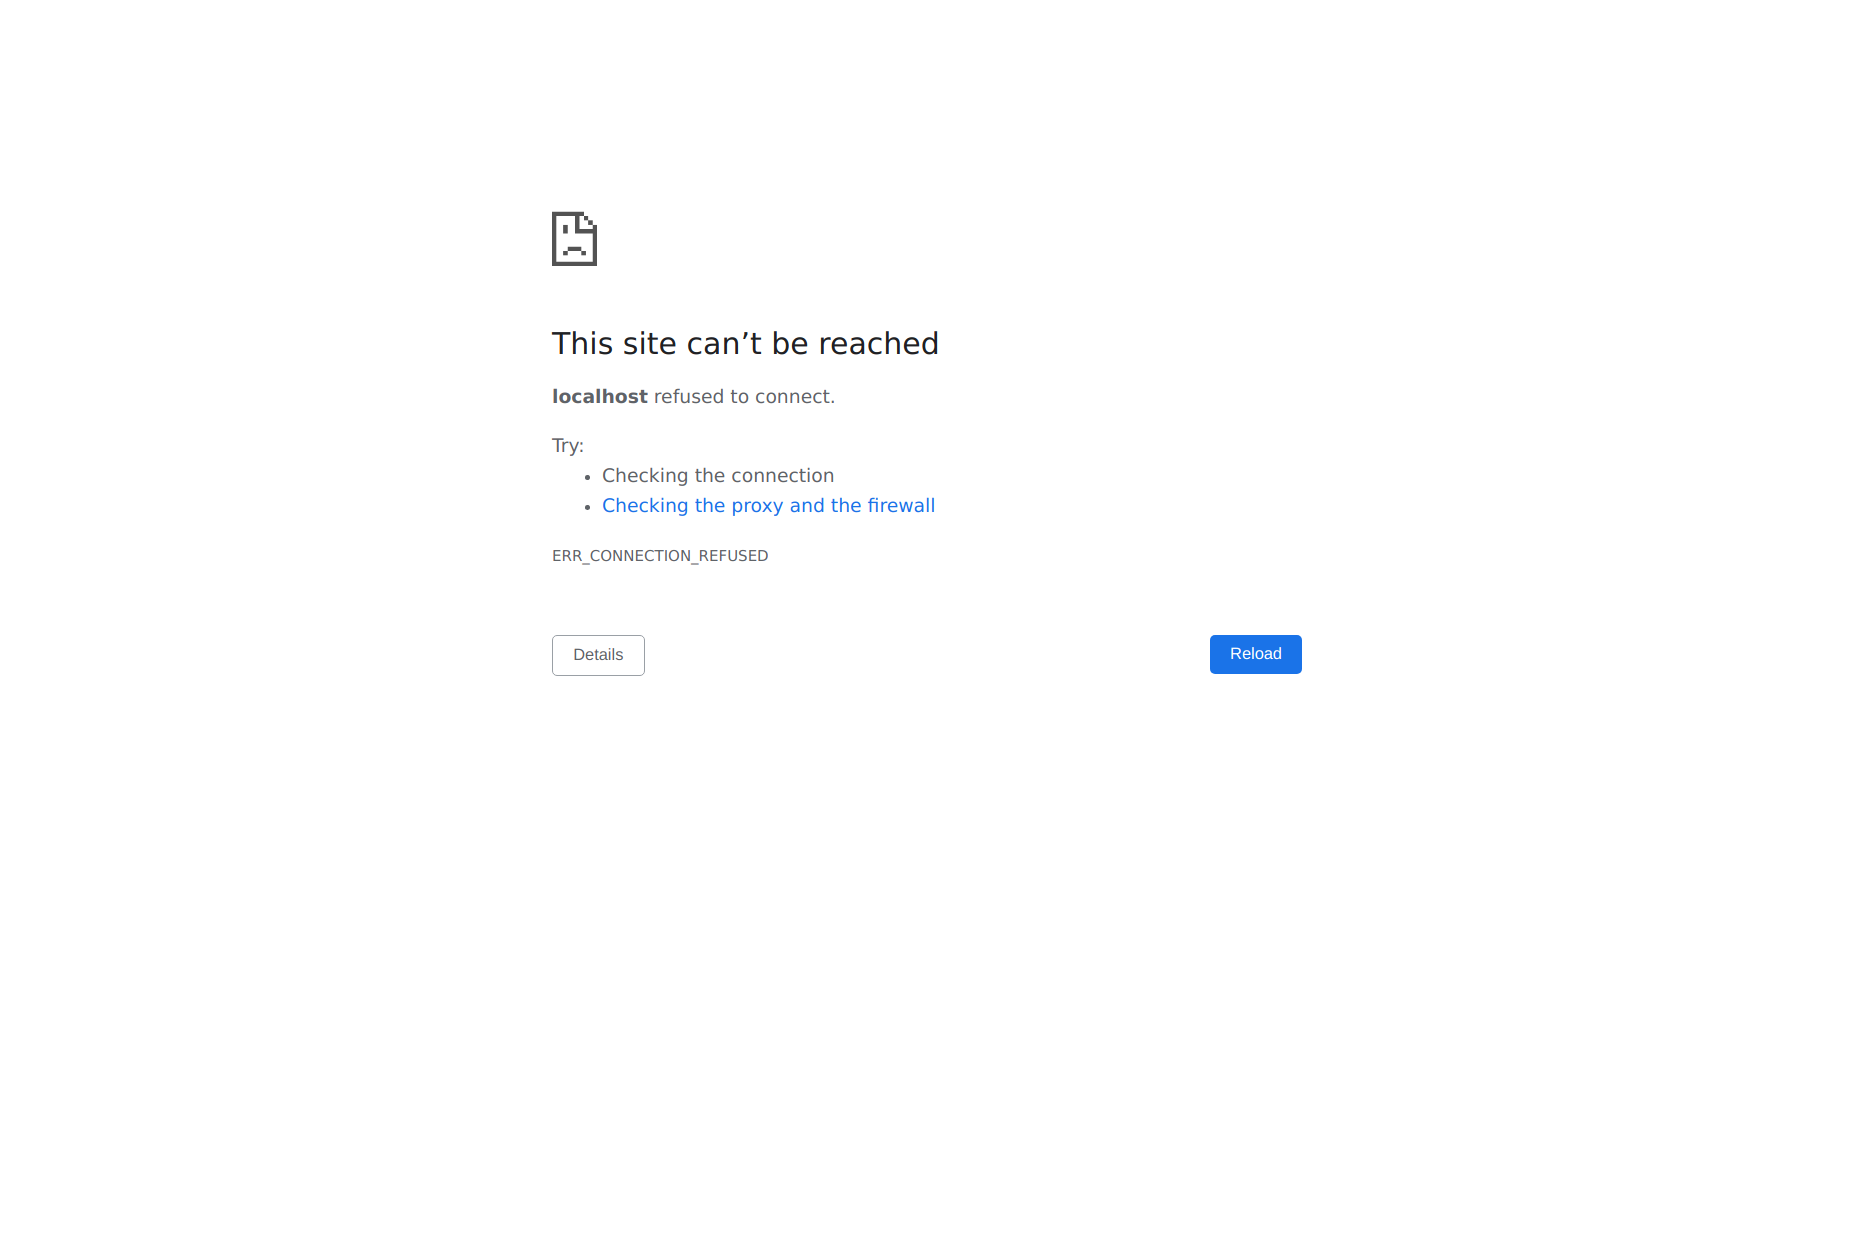 This site can’t be reached
localhost refused to connect.
Try:
Checking the connection
Checking the proxy and the firewall
ERR_CONNECTION_REFUSED
Details
Reload